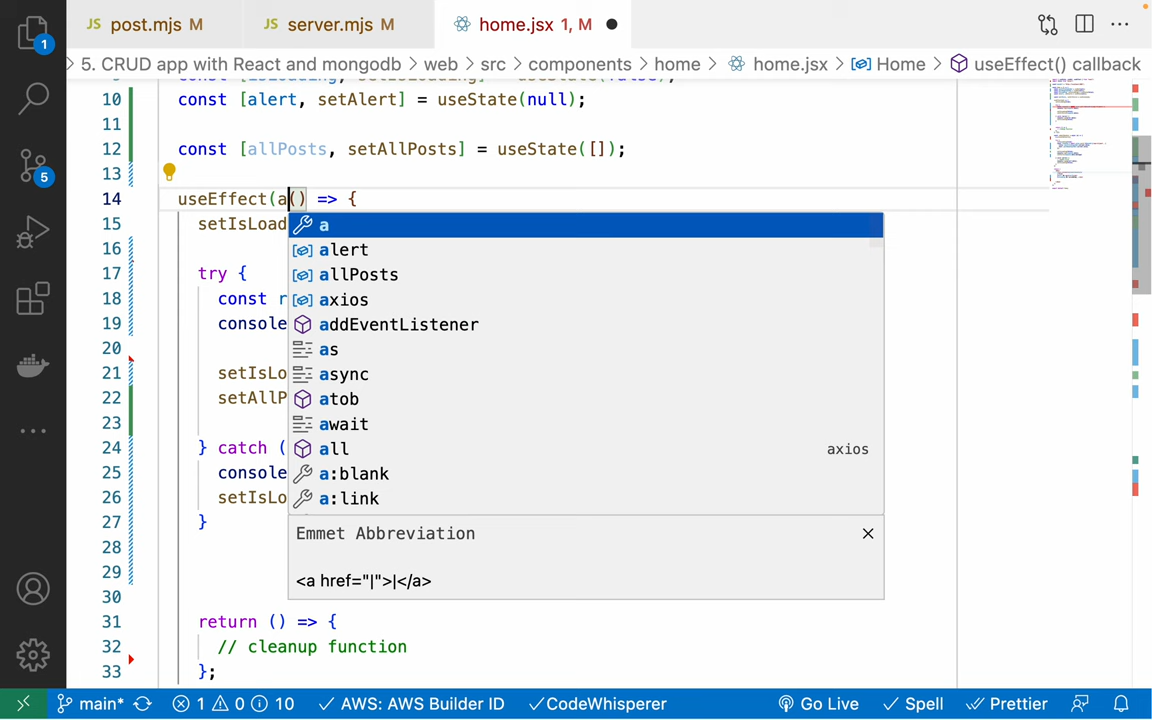 JS post.mjs M JS server.mjs M home.jsx 1, M
1
5. CRUD app with React and mongodb > web > src > components > home > home.jsx > Home > useEffect() callback
10 const [alert, setAlert] = useState(null);
11
12 const [allPosts, setAllPosts] = useState([]);
13
5
14 useEffect(a() => {
15 setIsLoad
a
16
alert
17 try {
allPosts
18 const r
axios
19 console
addEventListener
20
as
21 setIsLo
async
22 setAllP
atob
23
await
24 } catch (
all axios
25 console
a:blank
26 setIsLo
a:link
27 }
Emmet Abbreviation
28
29
<a href="|">|</a>
30
31 return () => {
32 // cleanup function
33 };
main* 1 0 10 AWS: AWS Builder ID CodeWhisperer Go Live Spell Prettier